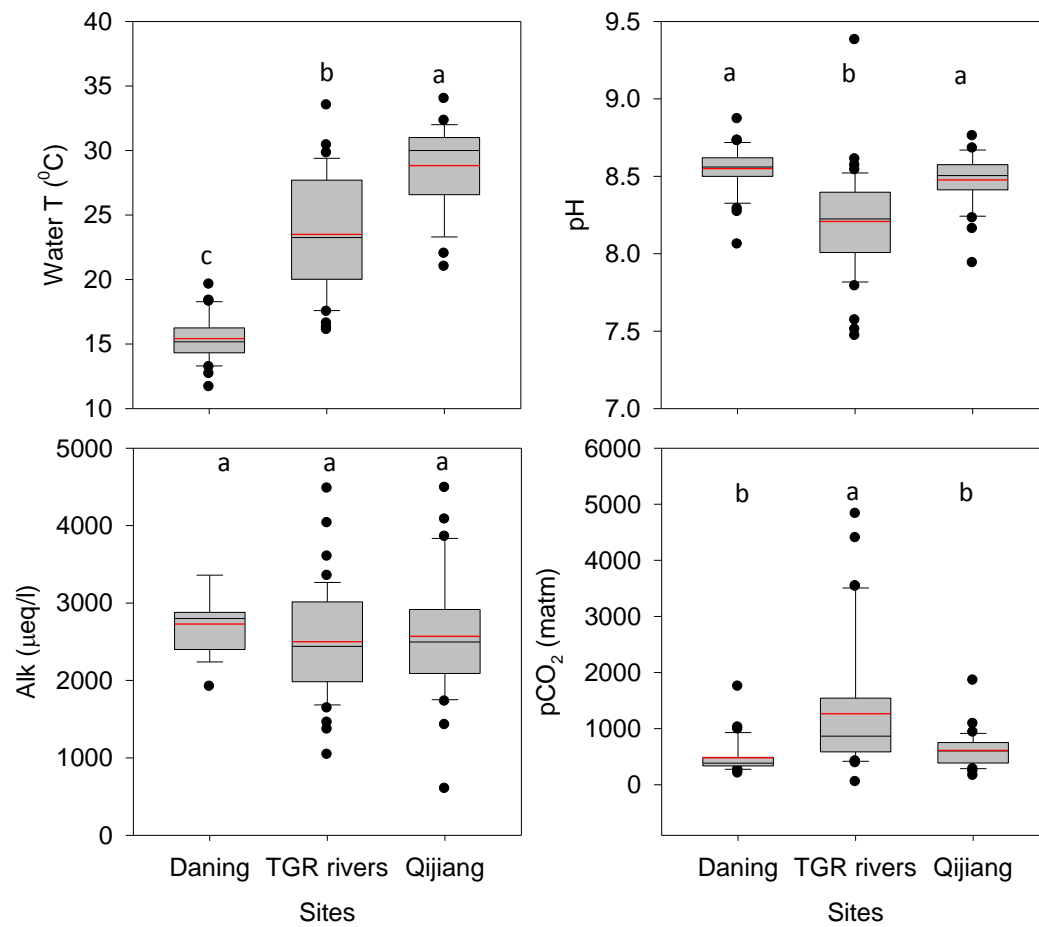 40
35
30
25
20
15
10
Water T (⁰C)
c
b
a
9.5
9.0
8.5
8.0
7.5
7.0
pH
a
b
a
5000
4000
3000
2000
1000
0
Alk (μeq/l)
a
a
a
Daning TGR rivers Qijiang
Sites
6000
5000
4000
3000
2000
1000
0
pCO₂ (matm)
b
a
b
Daning TGR rivers Qijiang
Sites